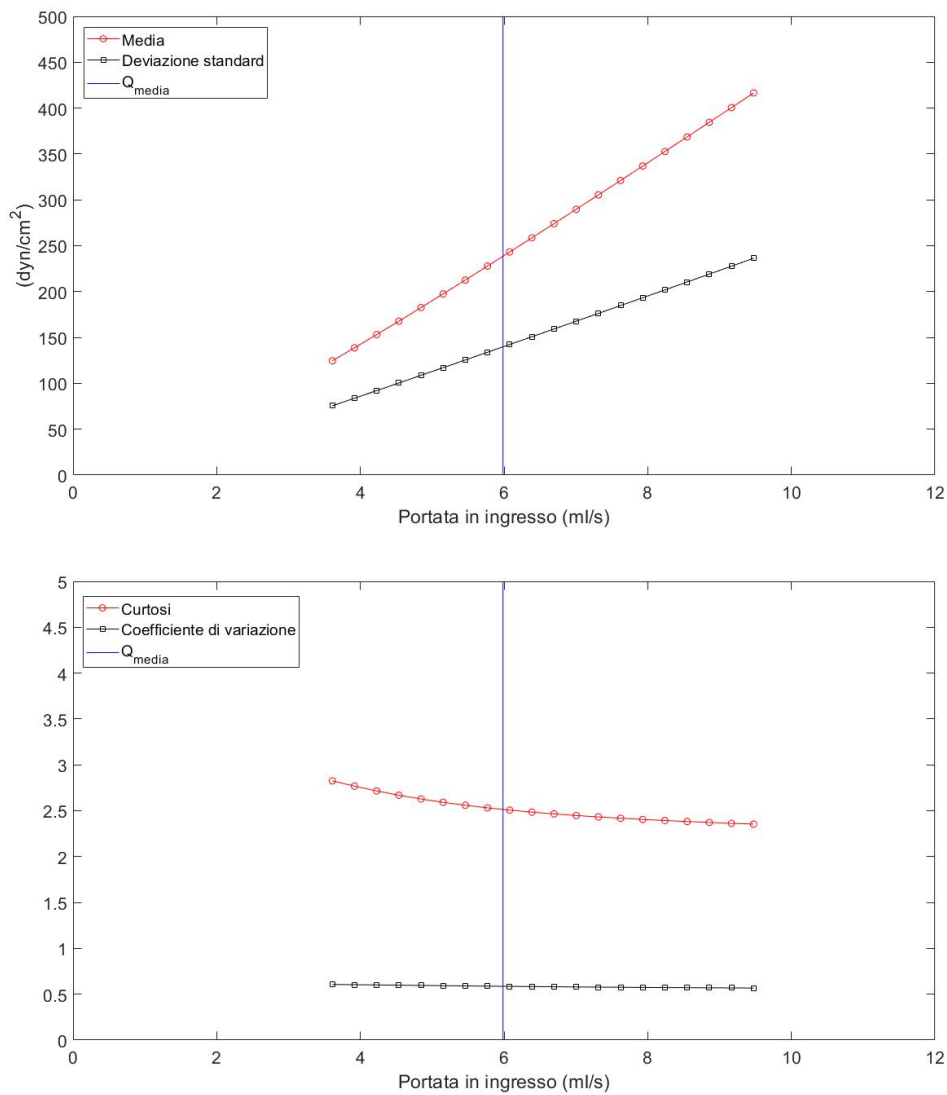 500
450
400
350
300
250
200
150
100
50
0
(dyn/cm²)
Media
Deviazione standard
Q_media
0 2 4 6 8 10 12
Portata in ingresso (ml/s)
5
4.5
4
3.5
3
2.5
2
1.5
1
0.5
0
Curtosi
Coefficiente di variazione
Q_media
0 2 4 6 8 10 12
Portata in ingresso (ml/s)